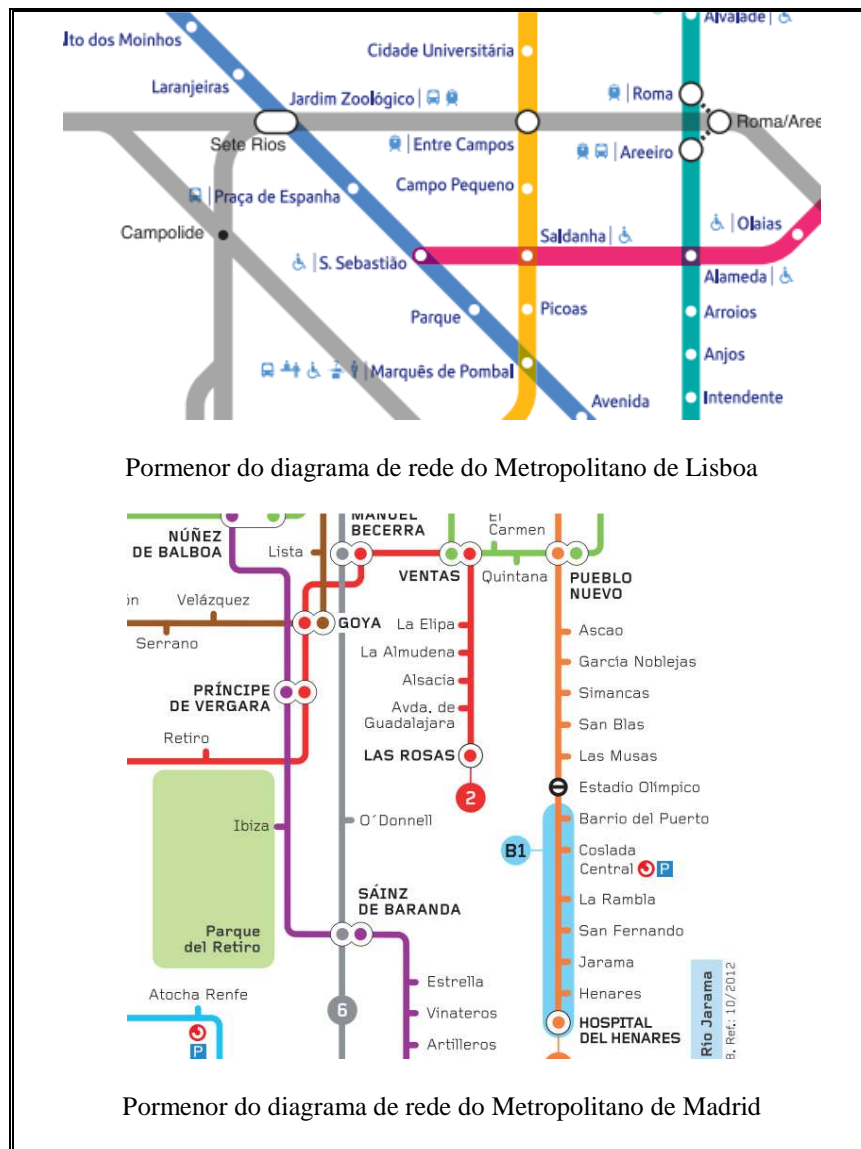 lto dos Moinhos
Cidade Universitária
Alvalade
Laranjeiras
Jardim Zoológico
Roma
Sete Rios
Entre Campos
Areeiro
Roma/Aree
Praça de Espanha
Campo Pequeno
Campolide
Saldanha
Olaias
S. Sebastião
Alameda
Parque
Picoas
Arroios
Anjos
Marquês de Pombal
Avenida
Intendente
Pormenor do diagrama de rede do Metropolitano de Lisboa
MANUEL
BECERRA
El
Carmen
NÚÑEZ
DE BALBOA
Lista
VENTAS
Quintana
PUEBLO
NUEVO
ón
Velázquez
Serrano
GOYA
La Elipa
Ascao
La Almudena
García Noblejas
Alsacia
Simancas
PRÍNCIPE
DE VERGARA
Avda. de
Guadalajara
San Blas
Retiro
LAS ROSAS
Las Musas
2
Estadio Olímpico
Ibiza
O´Donnell
Barrio del Puerto
B1
Coslada
Central
P
SÁINZ
DE BARANDA
La Rambla
Parque
del Retiro
San Fernando
Estrella
Jarama
Atocha Renfe
P
6
Vinateros
Henares
Artilleros
HOSPITAL
DEL HENARES
Río Jarama
B. Ref.: 10/2012
Pormenor do diagrama de rede do Metropolitano de Madrid